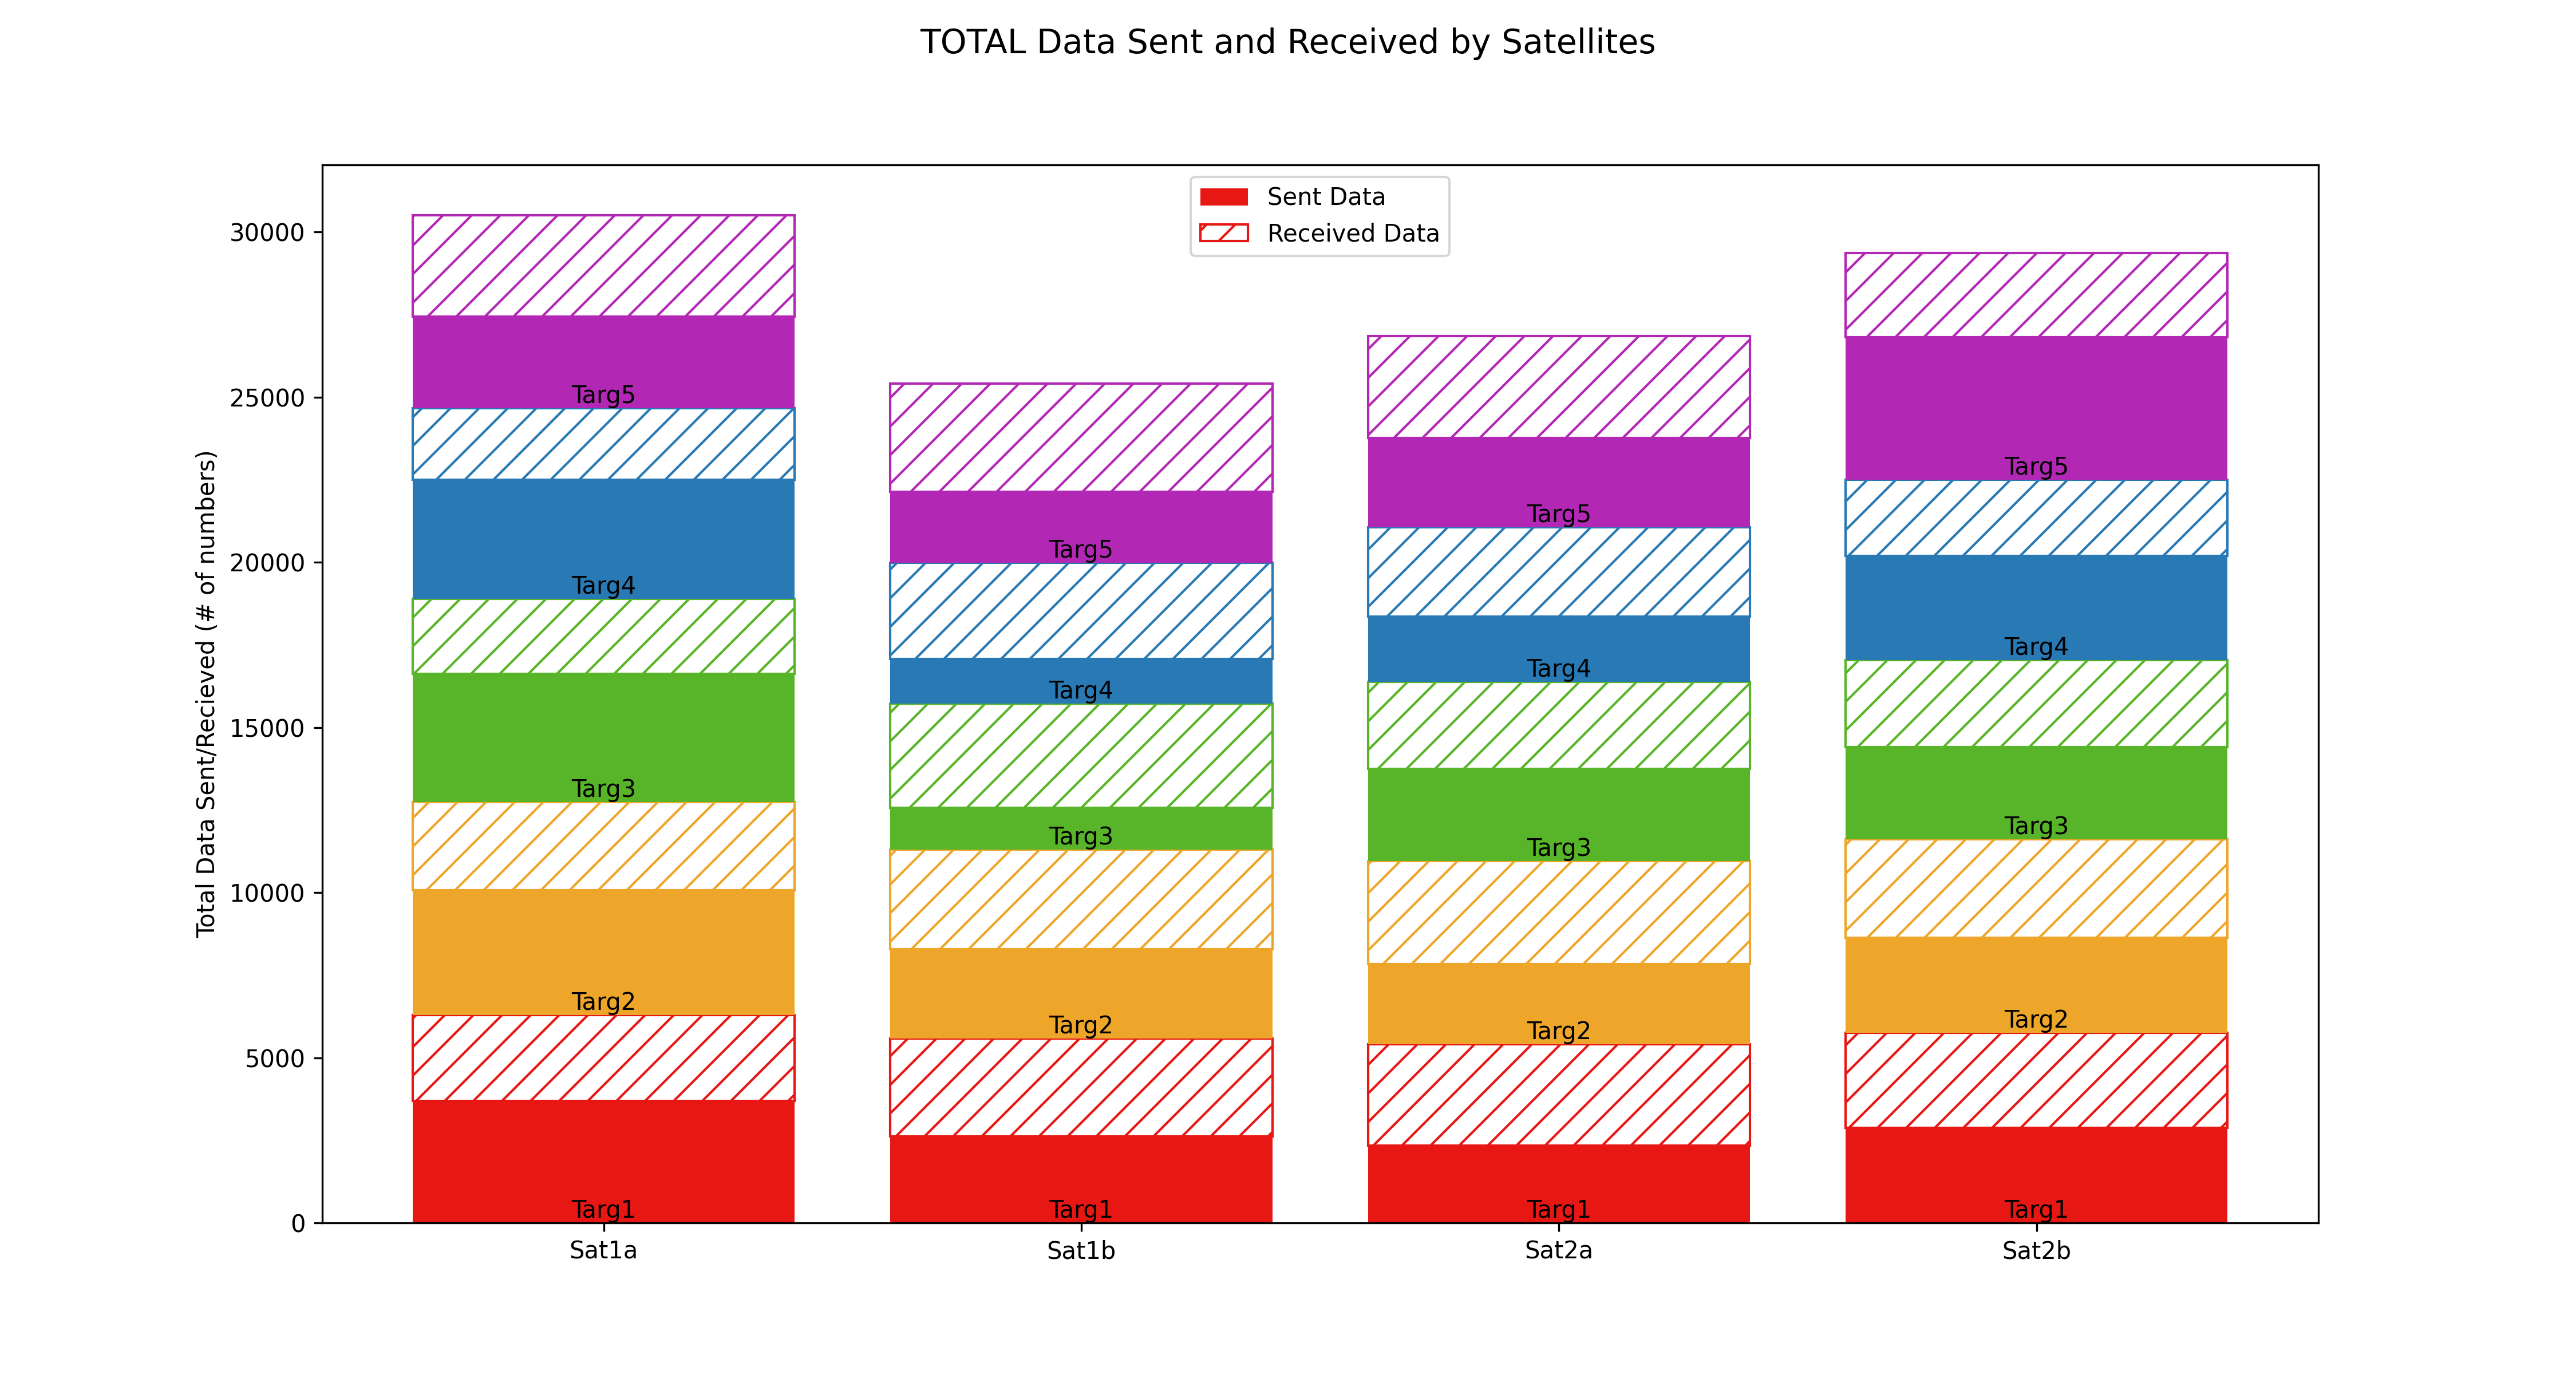 TOTAL Data Sent and Received by Satellites
Sent Data
Received Data
Total Data Sent/Recieved (# of numbers)
30000
25000
20000
15000
10000
5000
0
Targ5
Targ4
Targ3
Targ2
Targ1
Targ5
Targ4
Targ3
Targ2
Targ1
Targ5
Targ4
Targ3
Targ2
Targ1
Targ5
Targ4
Targ3
Targ2
Targ1
Sat1a
Sat1b
Sat2a
Sat2b